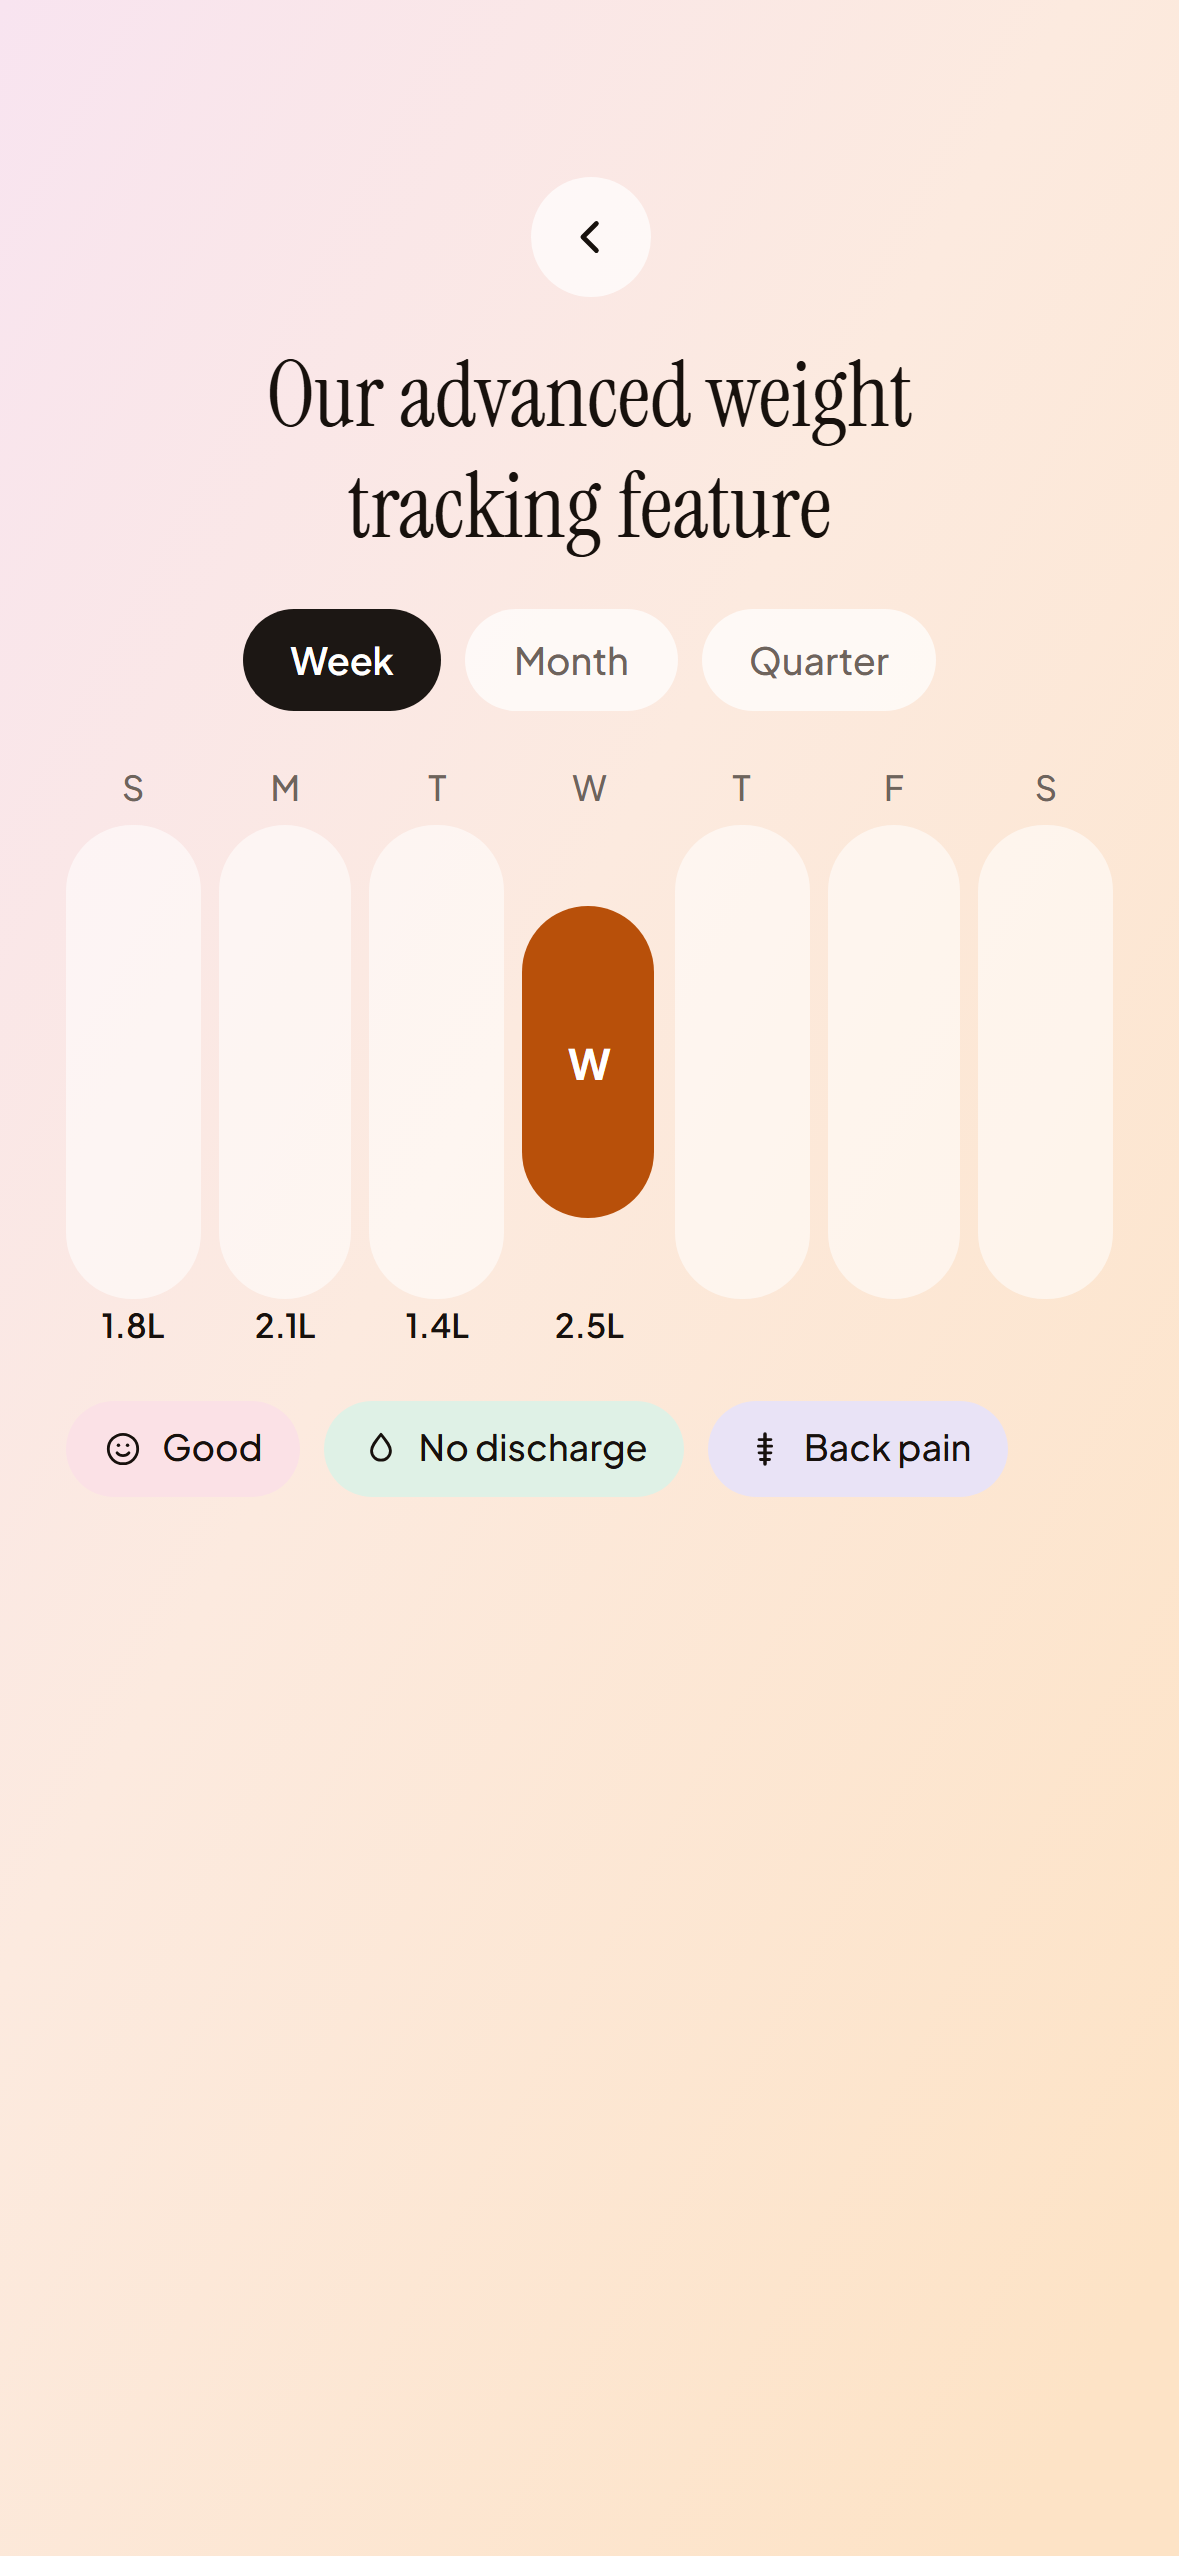 Our advanced weight
tracking feature
Week Month Quarter
S M T W T F S
W
1.8L 2.1L 1.4L 2.5L
Good No discharge Back pain